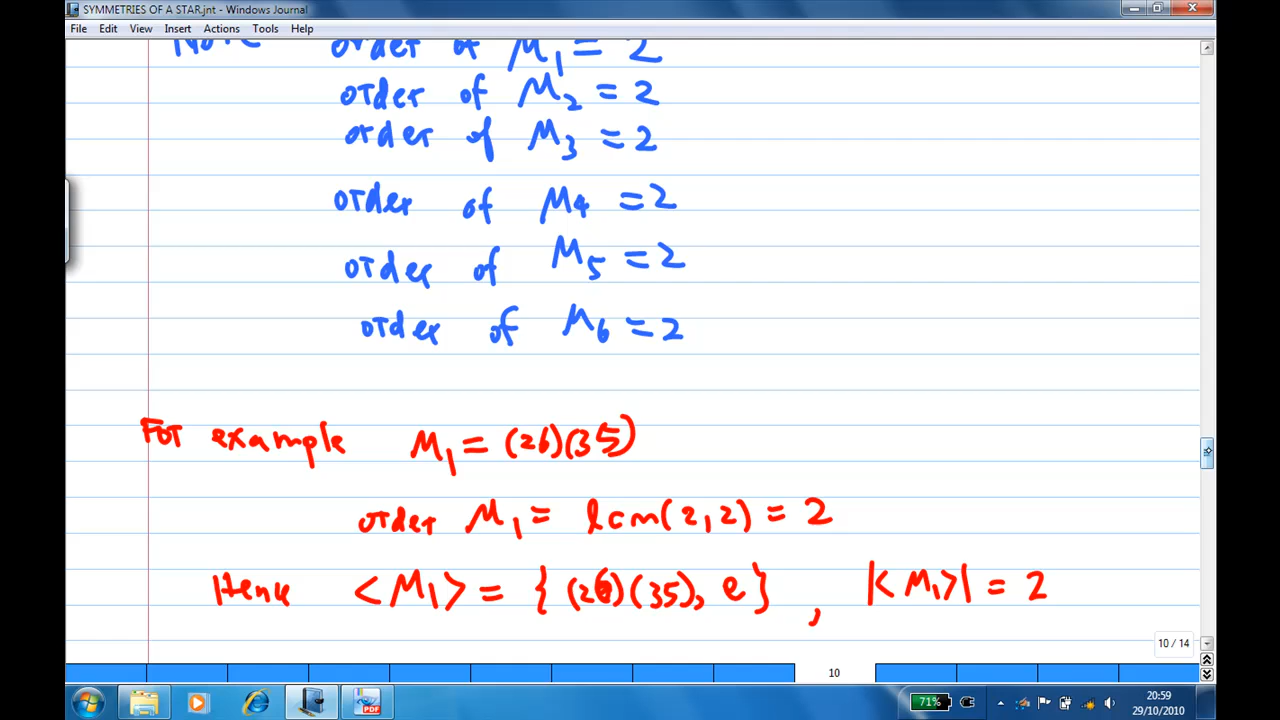 SYMMETRIES OF A STAR.jnt - Windows Journal
File Edit View Insert Actions Tools Help
Note order of M1 = 2
order of M2 = 2
order of M3 = 2
order of M4 = 2
order of M5 = 2
order of M6 = 2
For example M1 = (26)(35)
order M1 = lcm(2,2) = 2
Hence <M1> = {(26)(35), e} , |<M1>| = 2
10 / 14
10
71%
20:59
29/10/2010
PDF